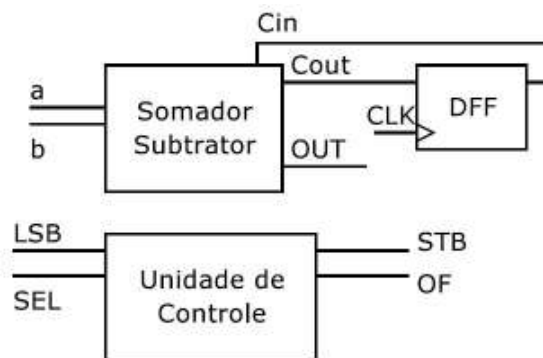 Cin
Cout
a
Somador
Subtrator
DFF
CLK
b
OUT
LSB
STB
Unidade de
Controle
OF
SEL